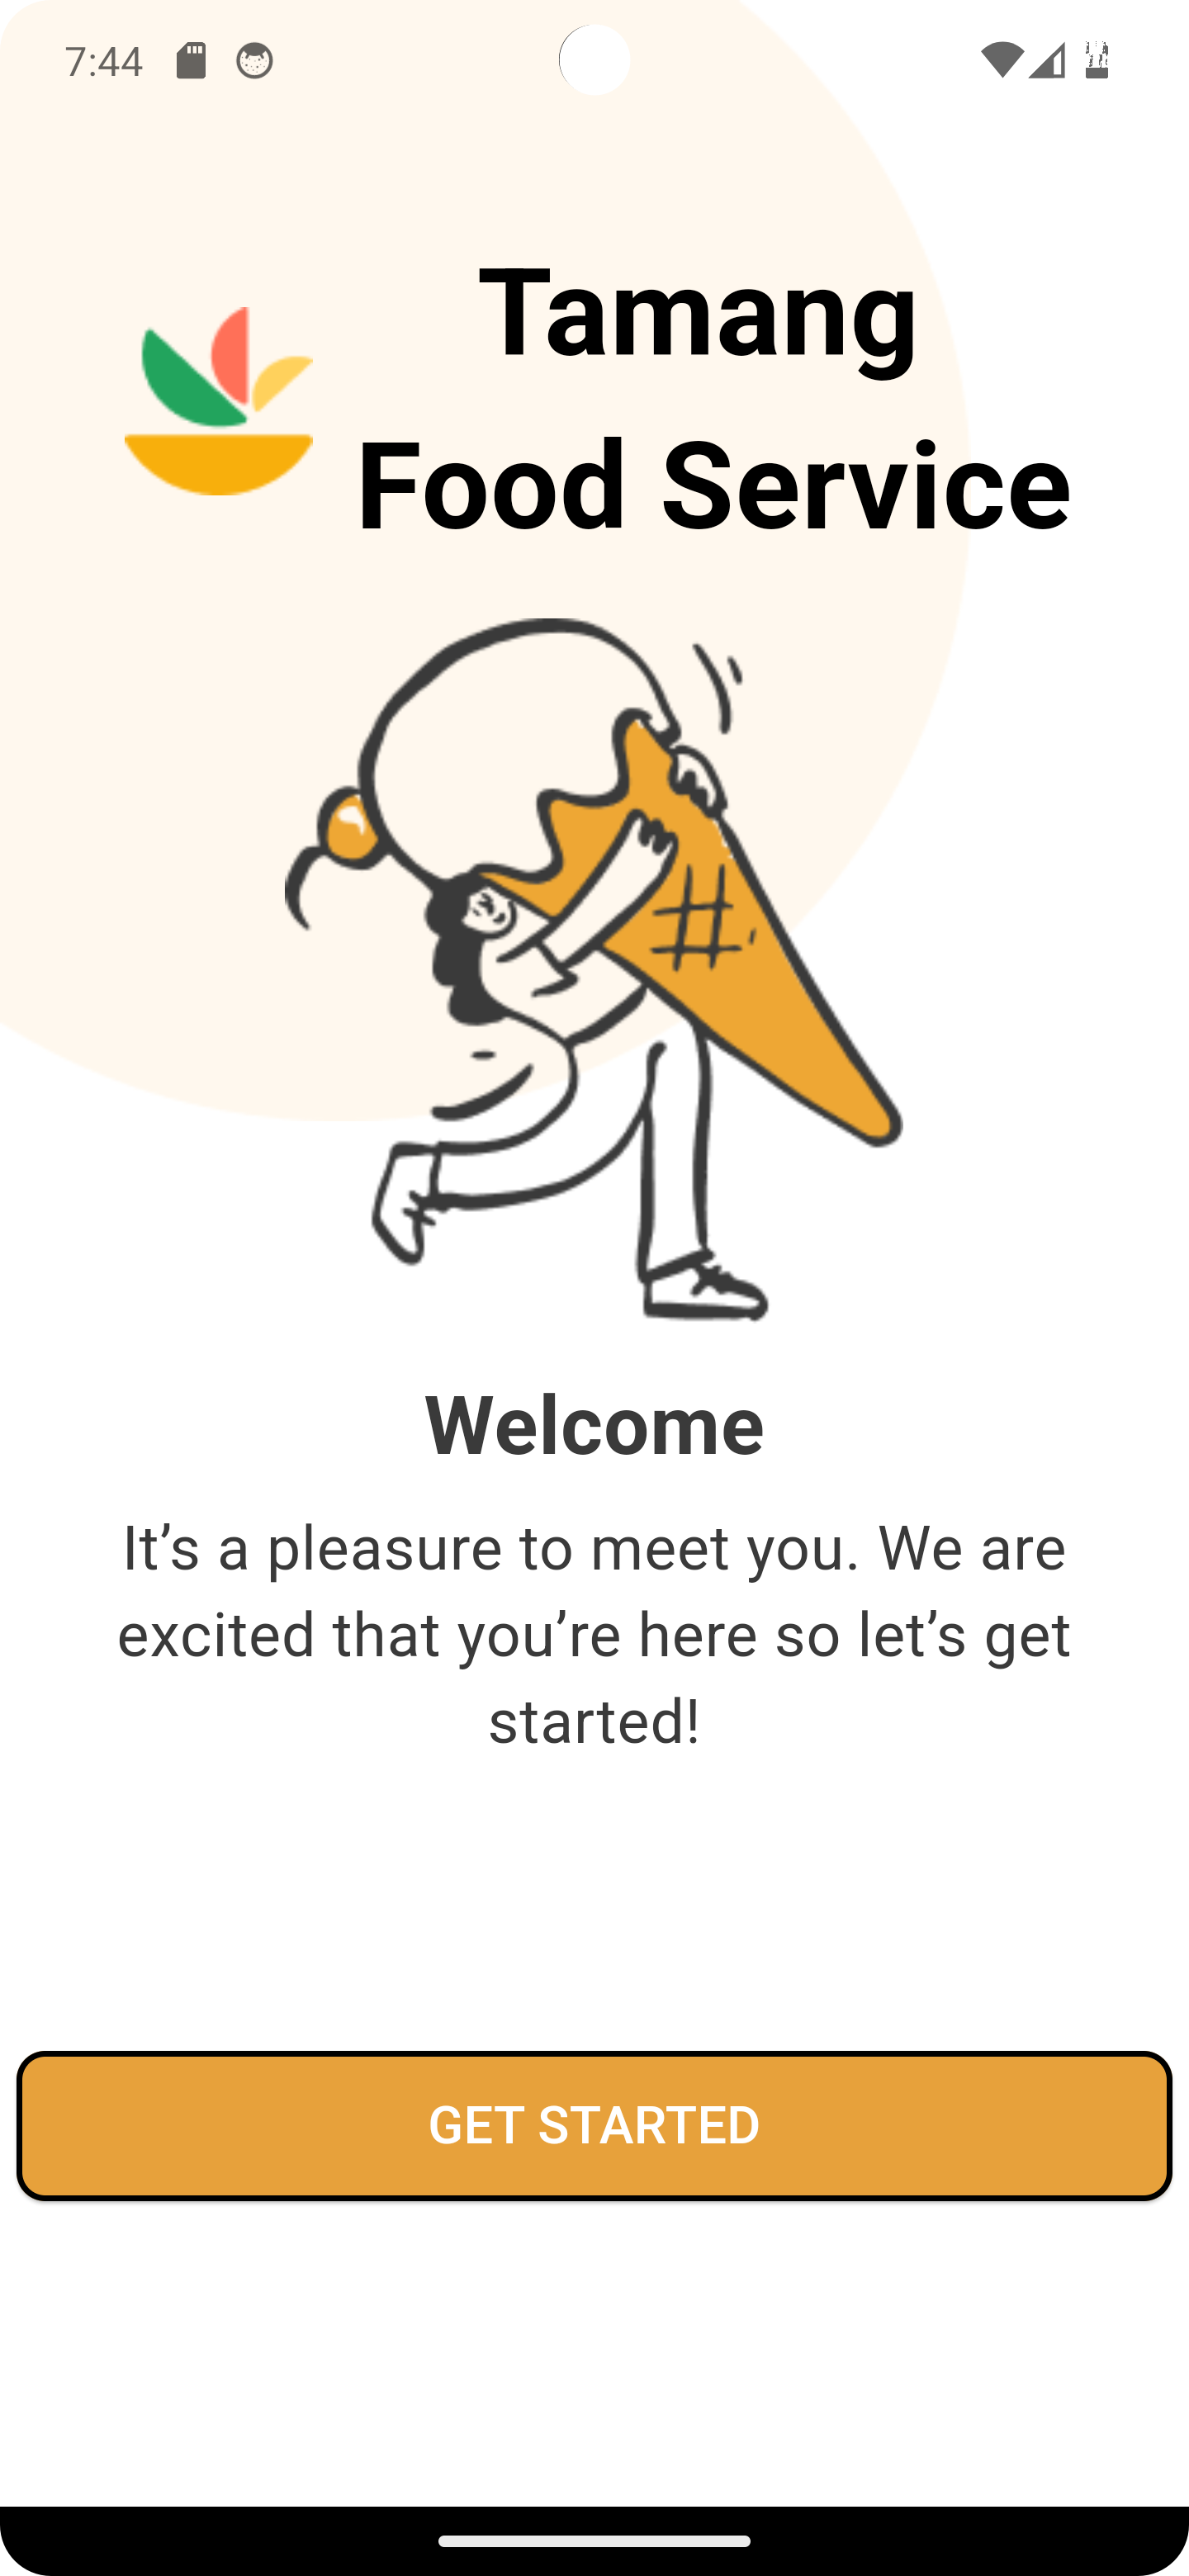 7:44
Tamang
Food Service
Welcome
It’s a pleasure to meet you. We are
excited that you’re here so let’s get
started!
GET STARTED